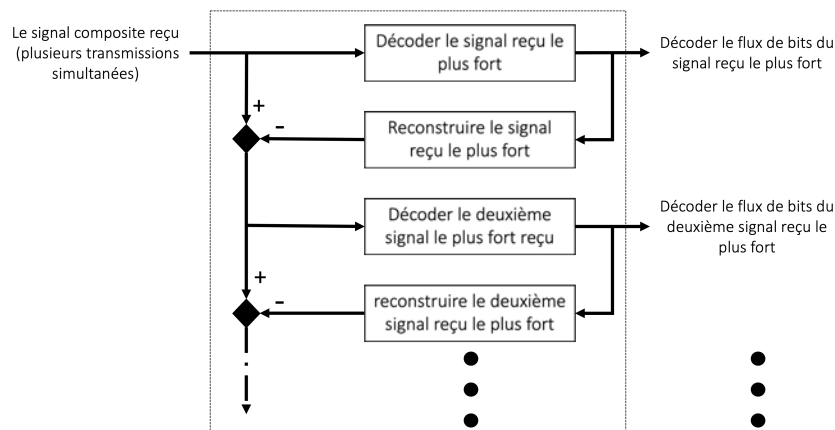 Le signal composite reçu
(plusieurs transmissions
simultanées)
Décoder le signal reçu le
plus fort
Décoder le flux de bits du
signal reçu le plus fort
+
-
Reconstruire le signal
reçu le plus fort
Décoder le deuxième
signal le plus fort reçu
Décoder le flux de bits du
deuxième signal reçu le
plus fort
+
-
reconstruire le deuxième
signal reçu le plus fort